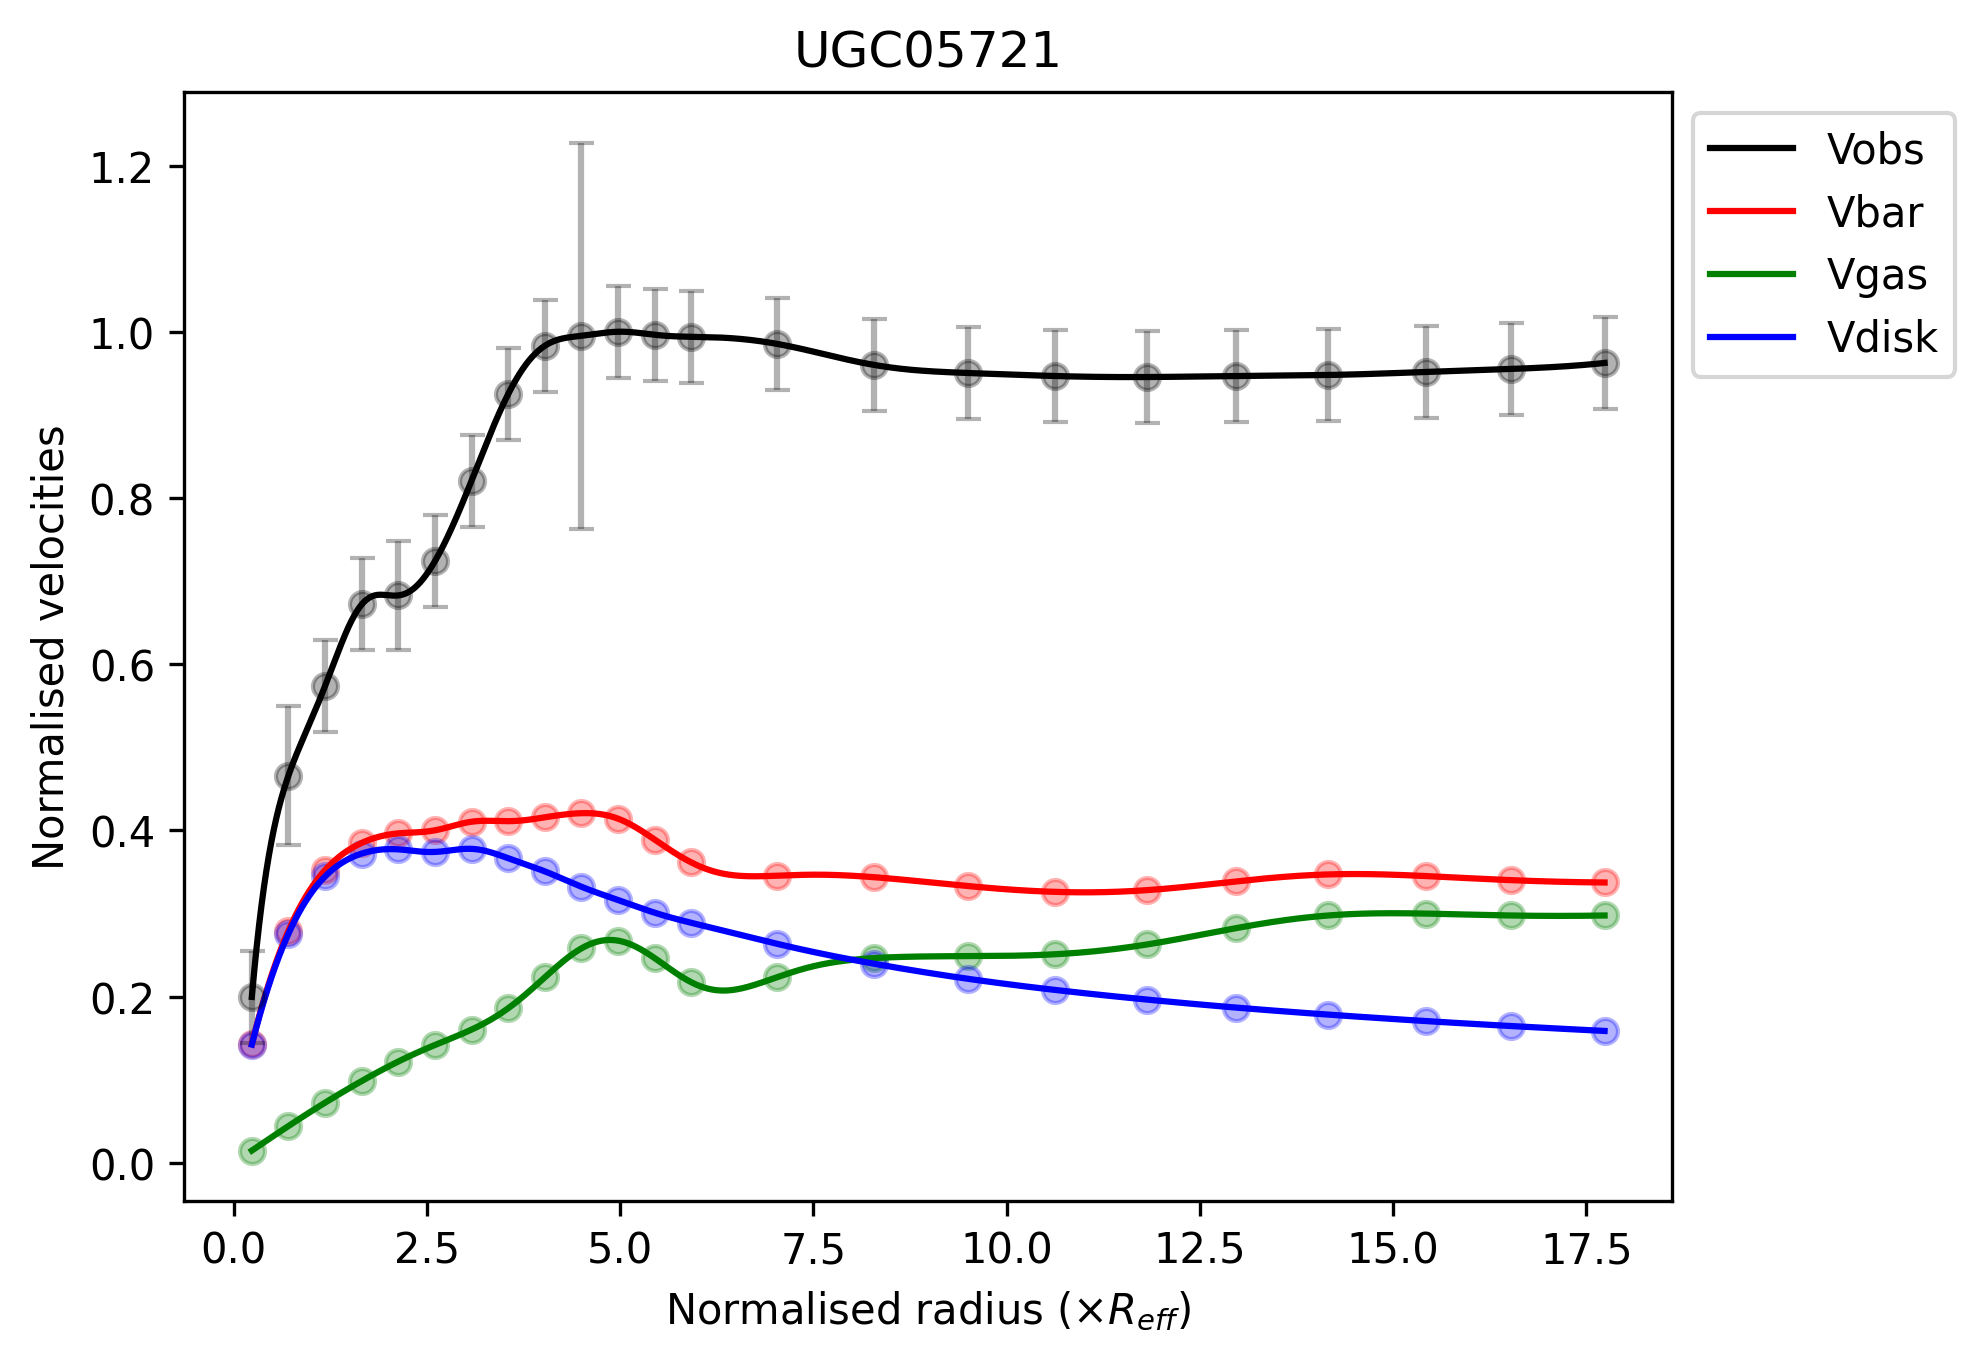 UGC05721
Normalised velocities
1.2
1.0
0.8
0.6
0.4
0.2
0.0
0.0 2.5 5.0 7.5 10.0 12.5 15.0 17.5
Normalised radius (×R_eff)
Vobs
Vbar
Vgas
Vdisk